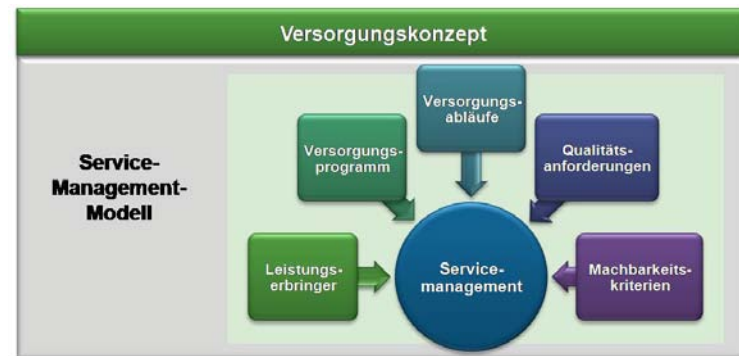 Versorgungskonzept
Service-
Management-
Modell
Versorgungs-
abläufe
Versorgungs-
programm
Qualitäts-
anforderungen
Leistungs-
erbringer
Service-
management
Machbarkeits-
kriterien